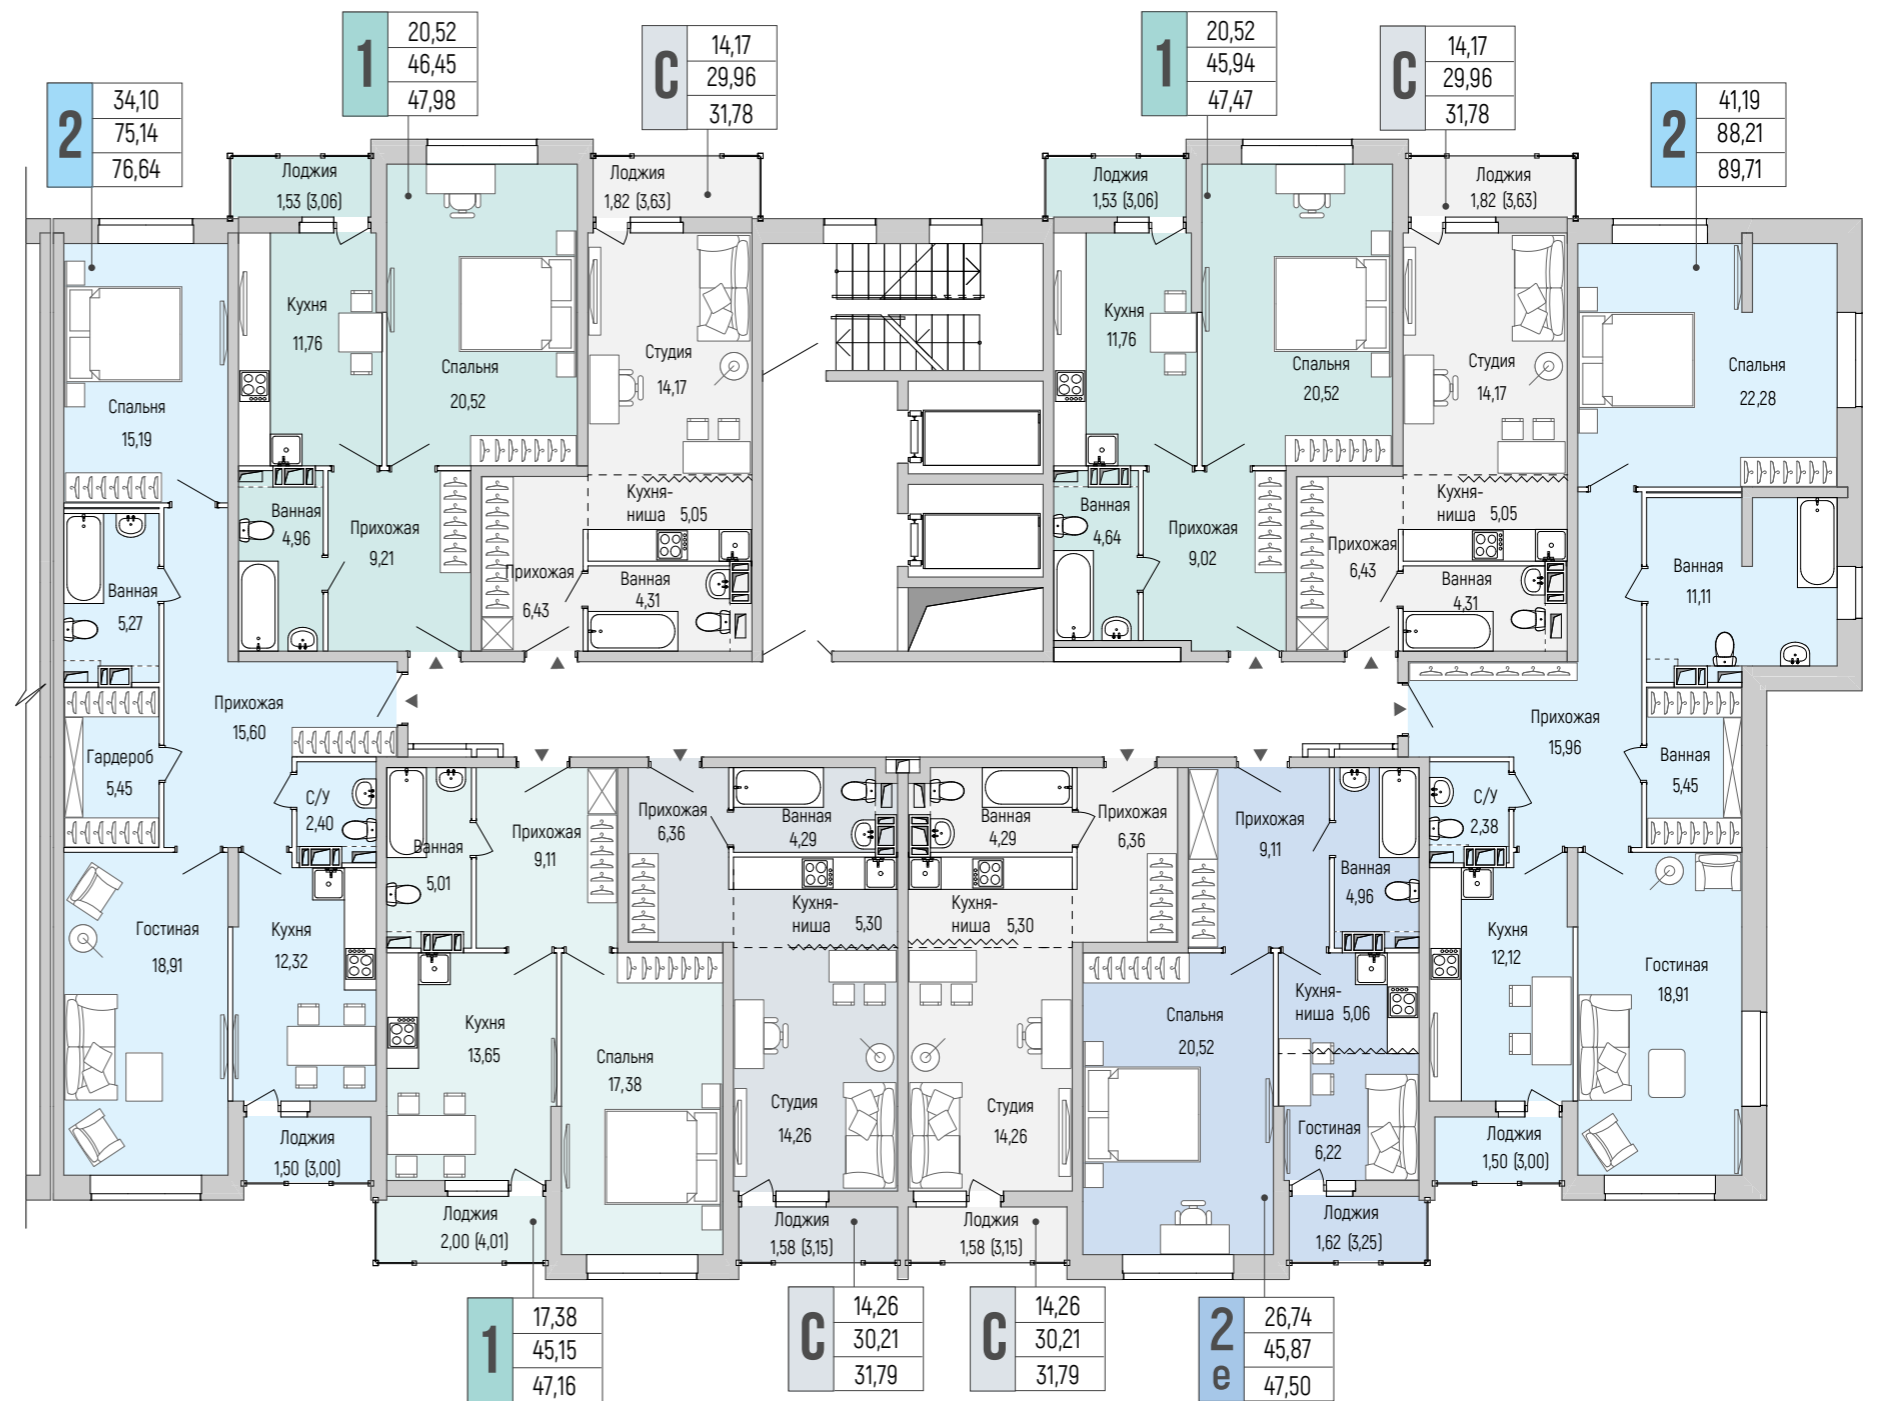 2
34,10
75,14
76,64
1
20,52
46,45
47,98
С
14,17
29,96
31,78
1
20,52
45,94
47,47
С
14,17
29,96
31,78
2
41,19
88,21
89,71
Лоджия
1,53 (3,06)
Лоджия
1,82 (3,63)
Лоджия
1,53 (3,06)
Лоджия
1,82 (3,63)
Спальня
15,19
Кухня
11,76
Спальня
20,52
Студия
14,17
Кухня
11,76
Спальня
20,52
Студия
14,17
Спальня
22,28
Ванная
4,96
Прихожая
9,21
Кухня-
ниша 5,05
Прихожая
6,43
Ванная
4,31
Ванная
4,64
Прихожая
9,02
Кухня-
ниша 5,05
Прихожая
6,43
Ванная
4,31
Ванная
11,11
Ванная
5,27
Прихожая
15,60
Гардероб
5,45
С/У
2,40
Прихожая
15,96
Ванная
5,45
С/У
2,38
Ванная
5,01
Прихожая
9,11
Прихожая
6,36
Ванная
4,29
Ванная
4,29
Прихожая
6,36
Прихожая
9,11
Ванная
4,96
Кухня-
ниша 5,30
Кухня-
ниша 5,30
Гостиная
18,91
Кухня
12,32
Кухня
13,65
Спальня
17,38
Студия
14,26
Студия
14,26
Спальня
20,52
Кухня-
ниша 5,06
Гостиная
6,22
Кухня
12,12
Гостиная
18,91
Лоджия
1,50 (3,00)
Лоджия
2,00 (4,01)
Лоджия
1,58 (3,15)
Лоджия
1,58 (3,15)
Лоджия
1,62 (3,25)
Лоджия
1,50 (3,00)
1
17,38
45,15
47,16
С
14,26
30,21
31,79
С
14,26
30,21
31,79
2
е
26,74
45,87
47,50